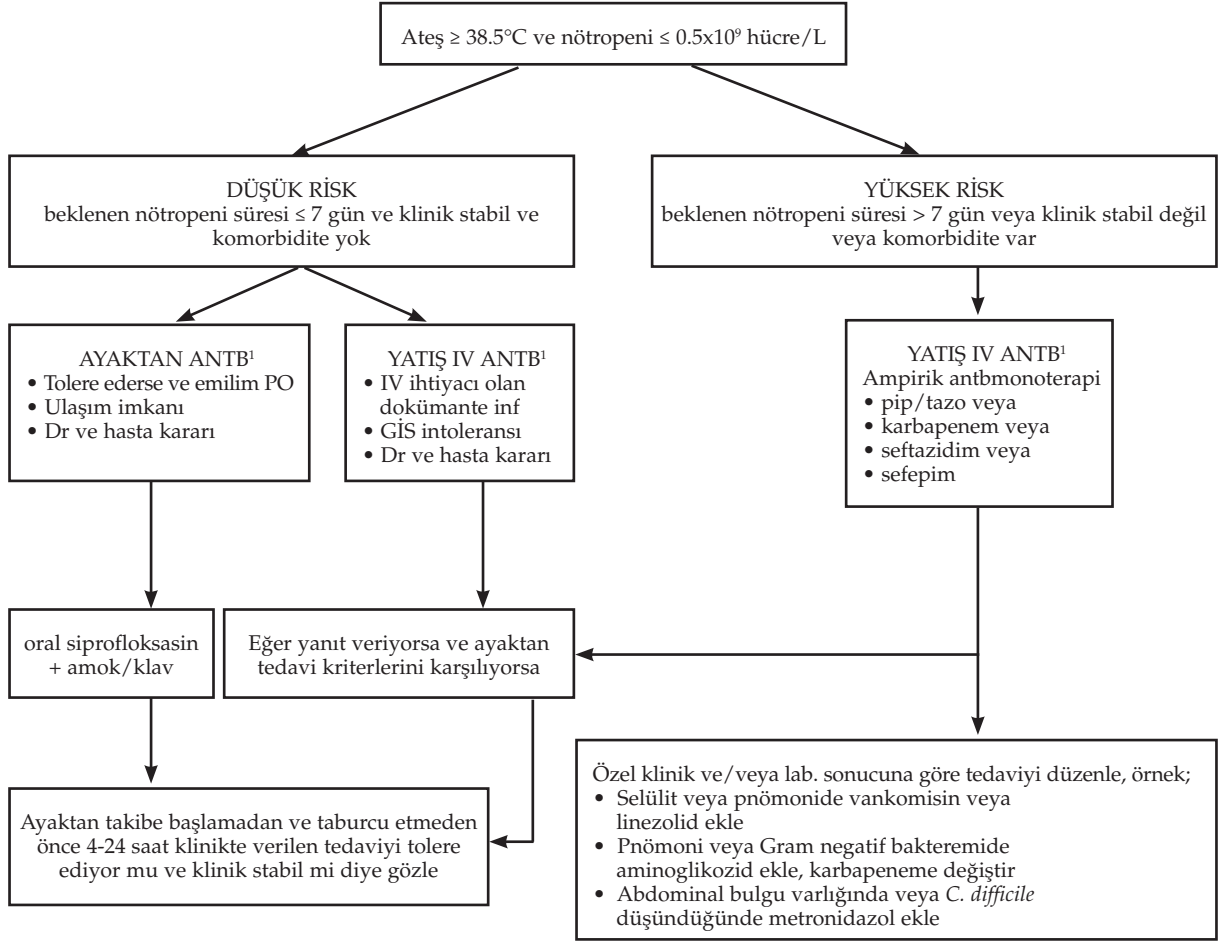 Ateş ≥ 38.5°C ve nötropeni ≤ 0.5x10⁹ hücre/L
DÜŞÜK RİSK
beklenen nötropeni süresi ≤ 7 gün ve klinik stabil ve
komorbidite yok
YÜKSEK RİSK
beklenen nötropeni süresi > 7 gün veya klinik stabil değil
veya komorbidite var
AYAKTAN ANTB¹
• Tolere ederse ve emilim PO
• Ulaşım imkanı
• Dr ve hasta kararı
YATIŞ IV ANTB¹
• IV ihtiyacı olan
dokümante inf
• GİS intoleransı
• Dr ve hasta kararı
YATIŞ IV ANTB¹
Ampirik antbmonoterapi
• pip/tazo veya
• karbapenem veya
• seftazidim veya
• sefepim
oral siprofloksasin
+ amok/klav
Eğer yanıt veriyorsa ve ayaktan
tedavi kriterlerini karşılıyorsa
Ayaktan takibe başlamadan ve taburcu etmeden
önce 4-24 saat klinikte verilen tedaviyi tolere
ediyor mu ve klinik stabil mi diye gözle
Özel klinik ve/veya lab. sonucuna göre tedaviyi düzenle, örnek;
• Selülit veya pnömonide vankomisin veya
linezolid ekle
• Pnömoni veya Gram negatif bakteremide
aminoglikozid ekle, karbapeneme değiştir
• Abdominal bulgu varlığında veya C. difficile
düşündüğünde metronidazol ekle